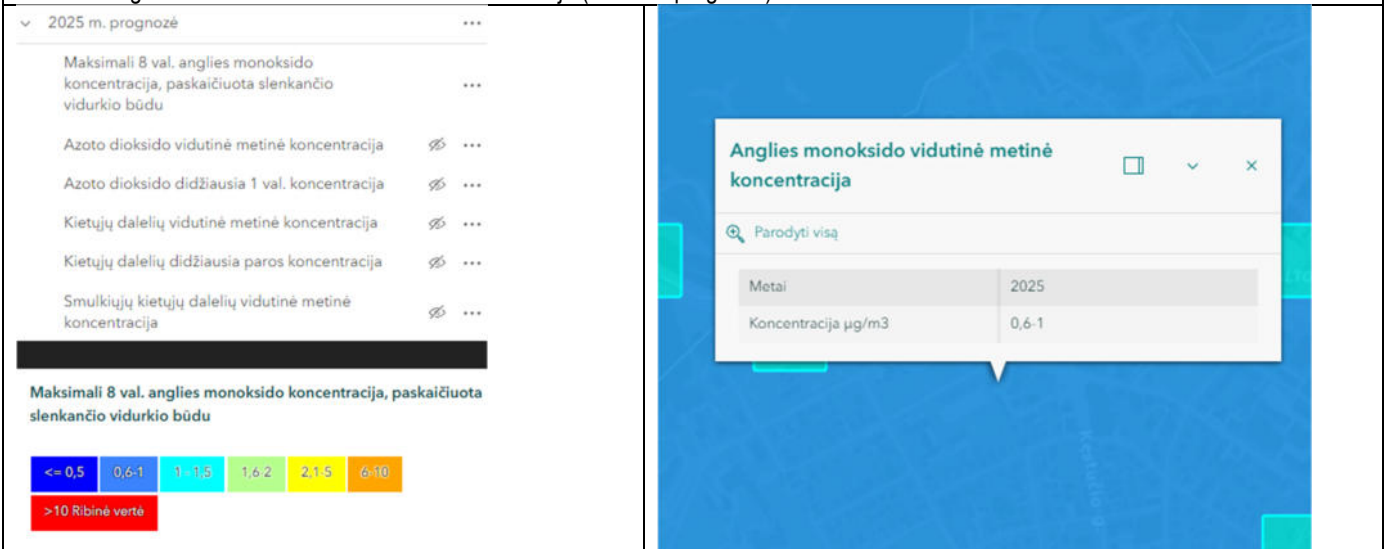 2025 m. prognozė
Maksimali 8 val. anglies monoksido
koncentracija, paskaičiuota slenkančio
vidurkio būdu
Azoto dioksido vidutinė metinė koncentracija
Azoto dioksido didžiausia 1 val. koncentracija
Kietųjų dalelių vidutinė metinė koncentracija
Kietųjų dalelių didžiausia paros koncentracija
Smulkiųjų kietųjų dalelių vidutinė metinė
koncentracija
Maksimali 8 val. anglies monoksido koncentracija, paskaičiuota
slenkančio vidurkio būdu
<= 0,5 0,6-1 1 - 1,5 1,6-2 2,1-5 6-10
>10 Ribinė vertė
Anglies monoksido vidutinė metinė
koncentracija
Parodyti visą
Metai 2025
Koncentracija µg/m3 0,6-1
Kęstučio g